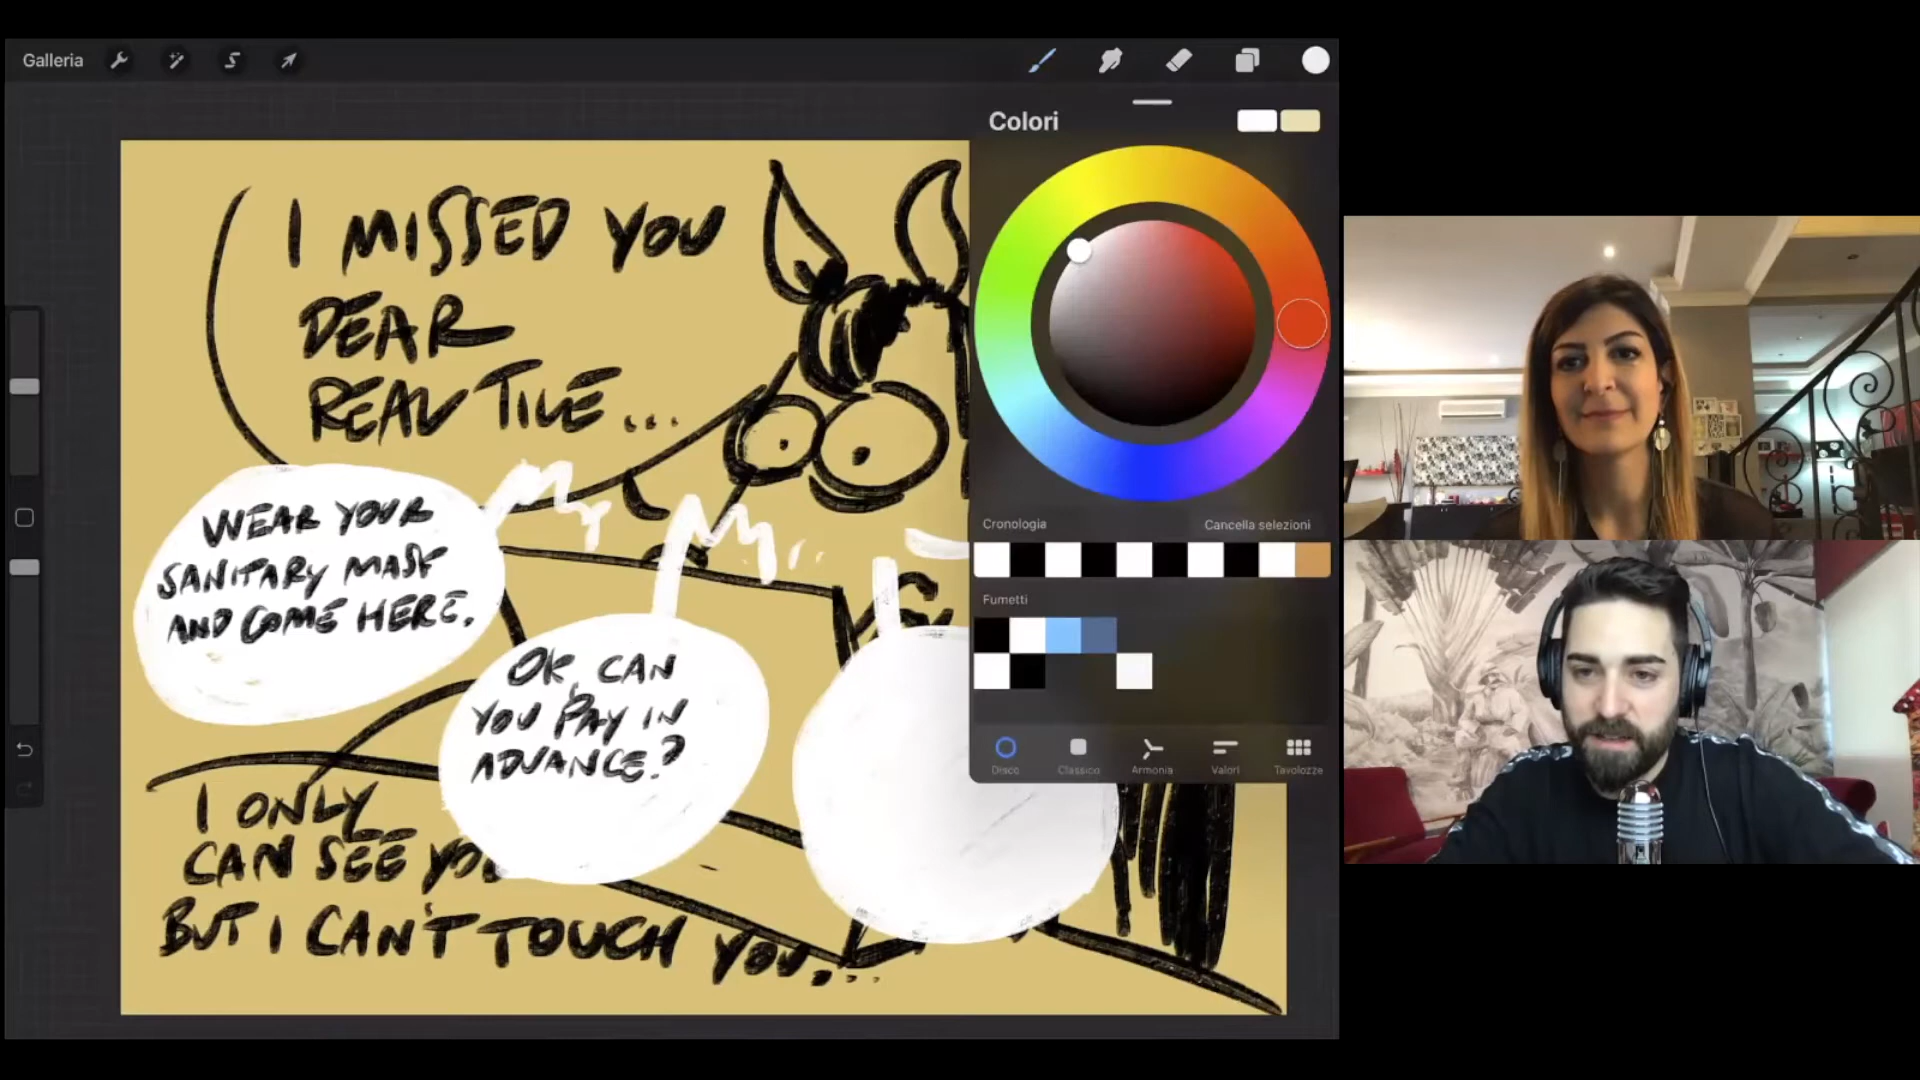 Galleria
Colori
I MISSED YOU
DEAR
REAL TILE...
WEAR YOUR
SANITARY MASK
AND COME HERE.
OK, CAN
YOU PAY IN
ADVANCE?
I ONLY
CAN SEE YOU
BUT I CAN'T TOUCH YOU...
Cronologia
Cancella selezioni
Fumetti
Disco
Classico
Armonia
Valori
Tavolozze